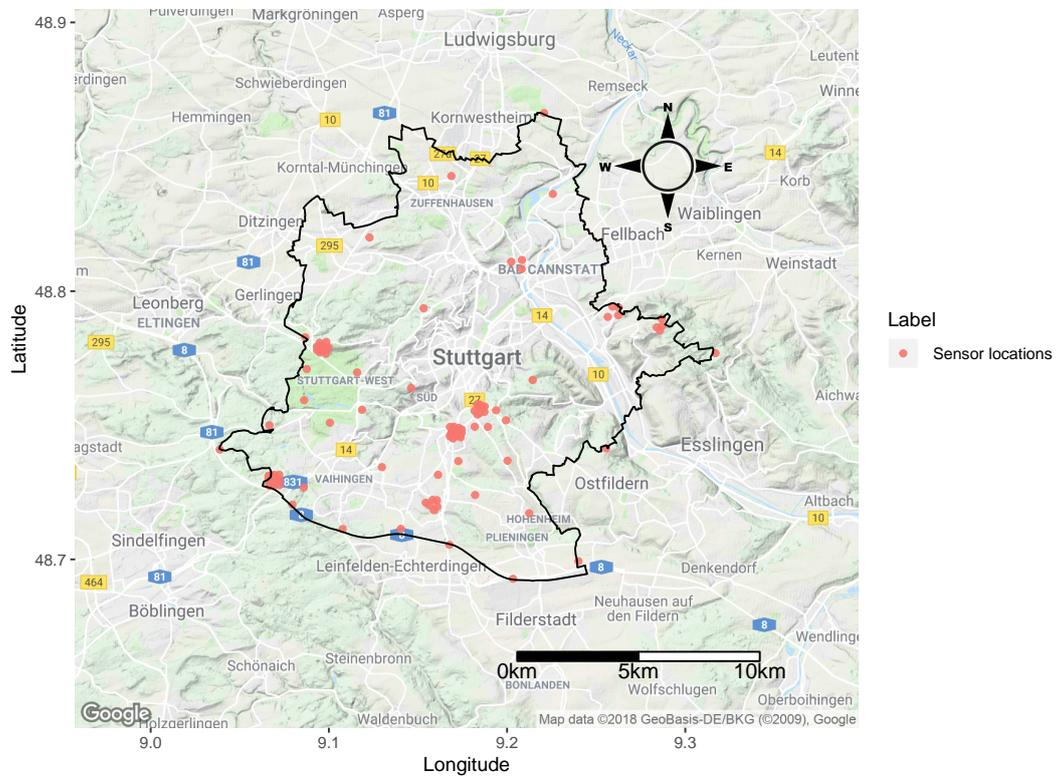 Pulverdingen
Markgröningen
Asperg
48.9
Ludwigsburg
Neckar
Leutenb
erdingen
Schwieberdingen
Remseck
Winne
Hemmingen
10
81
Kornwestheim
N
Korntal-Münchingen
27a
27
W
E
14
10
Korb
ZUFFENHAUSEN
Ditzingen
Waiblingen
S
Fellbach
295
81
Kernen
Weinstadt
m
BAD CANNSTATT
48.8
Gerlingen
Leonberg
ELTINGEN
14
295
8
Stuttgart
Label
Sensor locations
10
STUTTGART-WEST
SÜD
27
Aichwa
81
agstadt
14
Esslingen
831
VAIHINGEN
Ostfildern
Altbach
10
HOHENHEIM
PLIENINGEN
Sindelfingen
8
48.7
Leinfelden-Echterdingen
8
Denkendorf
464
81
Böblingen
Neuhausen auf
den Fildern
Filderstadt
8
Wendlinge
Schönaich
Steinenbronn
0km
5km
10km
BONLANDEN
Wolfschlugen
Oberboihingen
Google
Holzgerlingen
Waldenbuch
Map data ©2018 GeoBasis-DE/BKG (©2009), Google
9.0
9.1
9.2
9.3
Longitude
Latitude